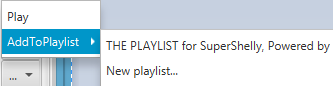 Play
AddToPlaylist
THE PLAYLIST for SuperShelly, Powered by
New playlist...
...